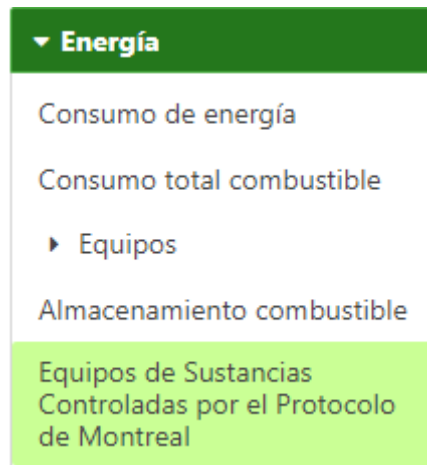 Energía
Consumo de energía
Consumo total combustible
Equipos
Almacenamiento combustible
Equipos de Sustancias
Controladas por el Protocolo
de Montreal